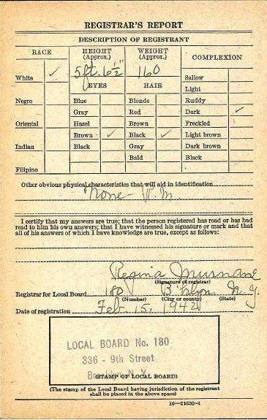 REGISTRAR'S REPORT
DESCRIPTION OF REGISTRANT
RACE HEIGHT (Approx.) WEIGHT (Approx.) COMPLEXION
White ✓ 5 ft. 6½" 160 Sallow
EYES HAIR Light
Negro Blue Blonde Ruddy
Gray Red Dark ✓
Oriental Hazel Brown Freckled
Brown ✓ Black ✓ Light brown
Indian Black Gray Dark brown
Bald Black
Filipino
Other obvious physical characteristics that will aid in identification
None
I certify that my answers are true; that the person registered has read or has had
read to him his own answers; that I have witnessed his signature or mark and that
all of his answers of which I have knowledge are true, except as follows:
Regina Murnane
(Signature of registrar)
Registrar for Local Board 180 B'klyn N.Y.
(Number) (City or county) (State)
Date of registration Feb. 15, 1942
LOCAL BOARD No. 180
336 - 9th Street
N.Y.
(STAMP OF LOCAL BOARD)
(The stamp of the Local Board having jurisdiction of the registrant
shall be placed in the above space)